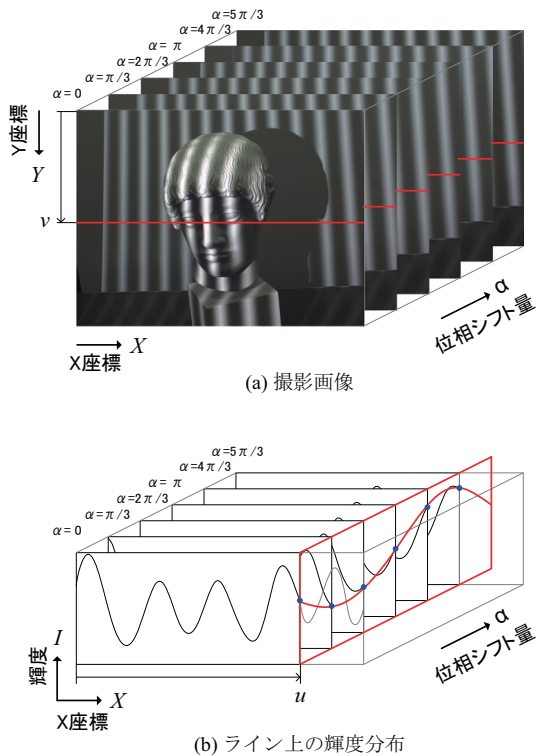 α=5π/3
α=4π/3
α= π
α=2π/3
α=π/3
α= 0
Y座標
Y
v
X
X座標
α
位相シフト量
(a) 撮影画像
α=5π/3
α=4π/3
α= π
α=2π/3
α=π/3
α= 0
I
輝度
X
X座標
u
α
位相シフト量
(b) ライン上の輝度分布